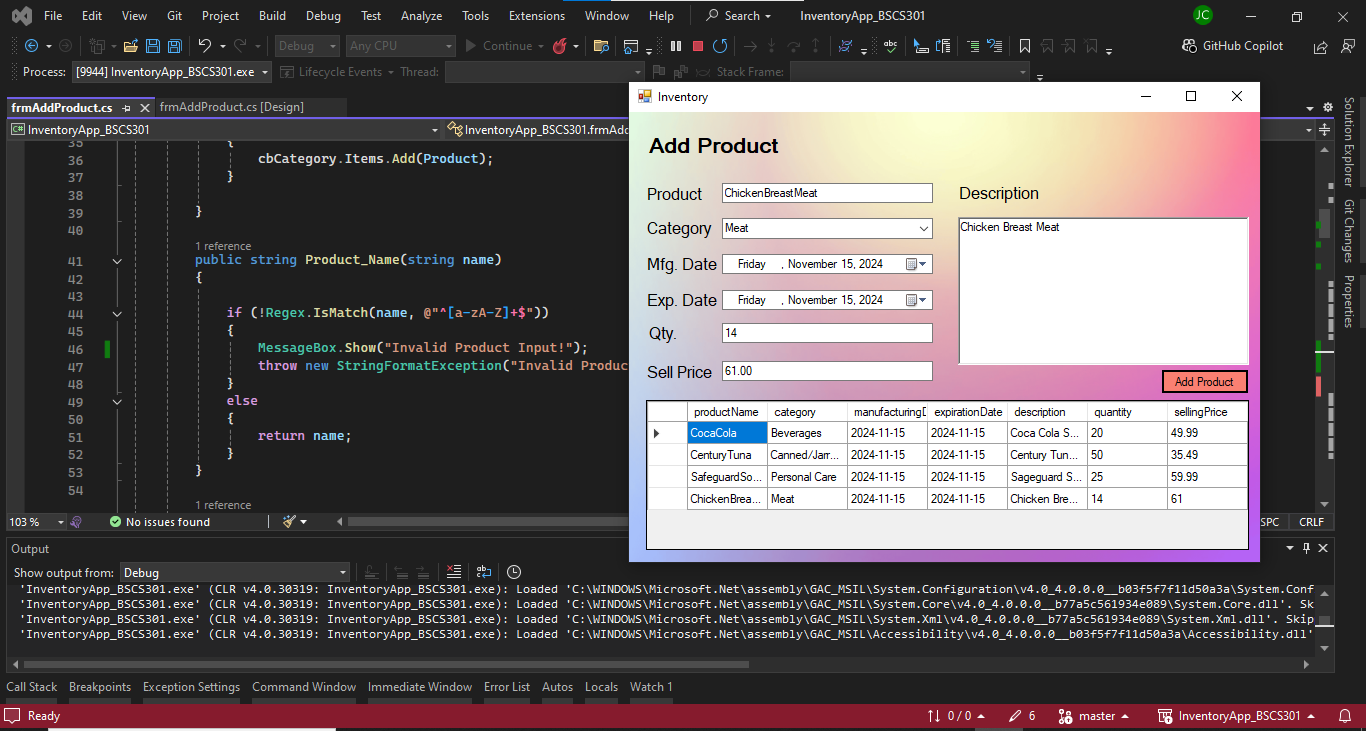 File Edit View Git Project Build Debug Test Analyze Tools Extensions Window Help Search InventoryApp_BSCS301 JC
Debug Any CPU Continue GitHub Copilot
Process: [9944] InventoryApp_BSCS301.exe Lifecycle Events Thread: Stack Frame:
frmAddProduct.cs frmAddProduct.cs [Design]
InventoryApp_BSCS301 InventoryApp_BSCS301.frmAdd
35 {
36 cbCategory.Items.Add(Product);
37 }
38
39 }
40
1 reference
41 public string Product_Name(string name)
42 {
43
44 if (!Regex.IsMatch(name, @"^[a-zA-Z]+$"))
45 {
46 MessageBox.Show("Invalid Product Input!");
47 throw new StringFormatException("Invalid Produc
48 }
49 else
50 {
51 return name;
52 }
53 }
54
1 reference
103 % No issues found SPC CRLF
Inventory
Add Product
Product ChickenBreastMeat
Category Meat
Mfg. Date Friday , November 15, 2024
Exp. Date Friday , November 15, 2024
Qty. 14
Sell Price 61.00
Description
Chicken Breast Meat
Add Product
productName category manufacturingD expirationDate description quantity sellingPrice
CocaCola Beverages 2024-11-15 2024-11-15 Coca Cola S... 20 49.99
CenturyTuna Canned/Jarr... 2024-11-15 2024-11-15 Century Tun... 50 35.49
SafeguardSo... Personal Care 2024-11-15 2024-11-15 Sageguard S... 25 59.99
ChickenBrea... Meat 2024-11-15 2024-11-15 Chicken Bre... 14 61
Solution Explorer
Git Changes
Properties
Output
Show output from: Debug
'InventoryApp_BSCS301.exe' (CLR v4.0.30319: InventoryApp_BSCS301.exe): Loaded 'C:\WINDOWS\Microsoft.Net\assembly\GAC_MSIL\System.Configuration\v4.0_4.0.0.0__b03f5f7f11d50a3a\System.Conf
'InventoryApp_BSCS301.exe' (CLR v4.0.30319: InventoryApp_BSCS301.exe): Loaded 'C:\WINDOWS\Microsoft.Net\assembly\GAC_MSIL\System.Core\v4.0_4.0.0.0__b77a5c561934e089\System.Core.dll'. Sk
'InventoryApp_BSCS301.exe' (CLR v4.0.30319: InventoryApp_BSCS301.exe): Loaded 'C:\WINDOWS\Microsoft.Net\assembly\GAC_MSIL\System.Xml\v4.0_4.0.0.0__b77a5c561934e089\System.Xml.dll'. Skip
'InventoryApp_BSCS301.exe' (CLR v4.0.30319: InventoryApp_BSCS301.exe): Loaded 'C:\WINDOWS\Microsoft.Net\assembly\GAC_MSIL\Accessibility\v4.0_4.0.0.0__b03f5f7f11d50a3a\Accessibility.dll'
Call Stack Breakpoints Exception Settings Command Window Immediate Window Error List Autos Locals Watch 1
Ready 0 / 0 6 master InventoryApp_BSCS301